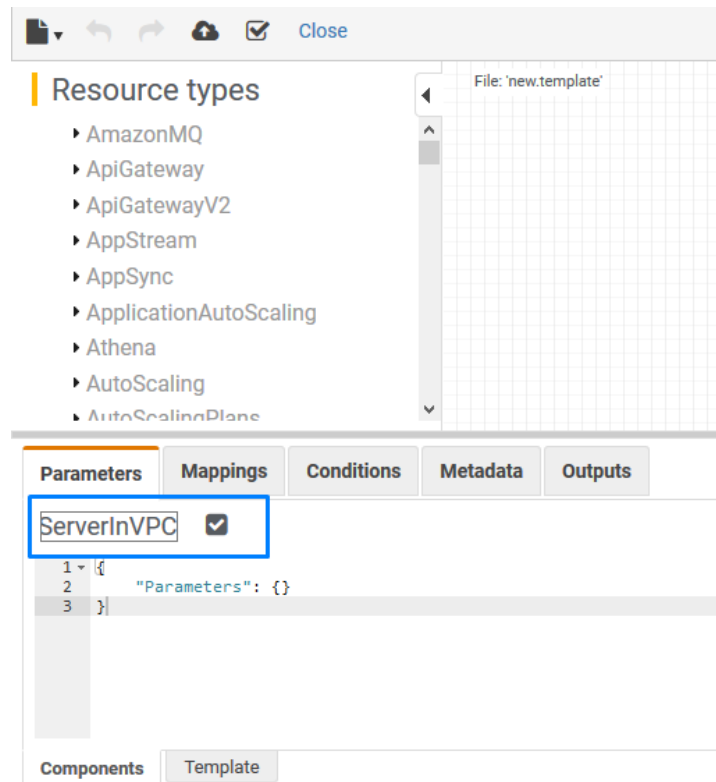 Close
Resource types
File: 'new.template'
AmazonMQ
ApiGateway
ApiGatewayV2
AppStream
AppSync
ApplicationAutoScaling
Athena
AutoScaling
AutoScalingPlans
Parameters Mappings Conditions Metadata Outputs
ServerInVPC
1 {
2 "Parameters": {}
3 }
Components Template